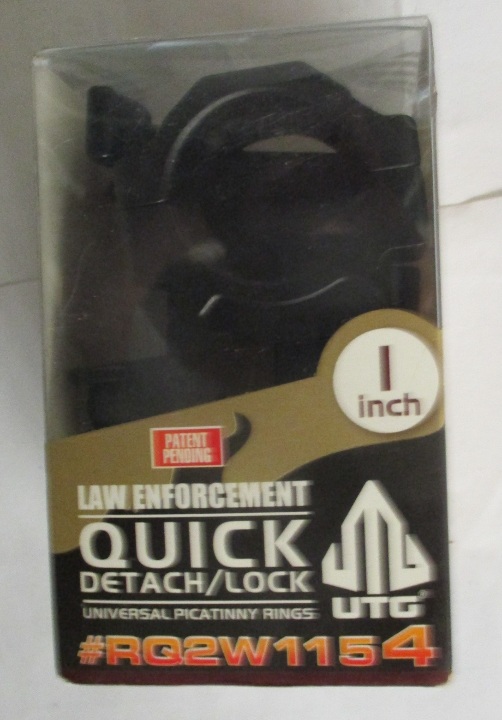 1
inch
PATENT
PENDING
LAW ENFORCEMENT
QUICK
DETACH/LOCK
UNIVERSAL PICATINNY RINGS
UTG®
#RQ2W1154